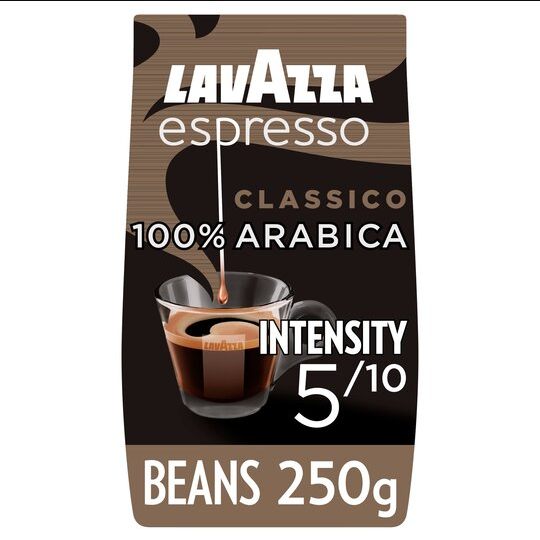 LAVAZZA
espresso
CLASSICO
100% ARABICA
LAVAZZA
INTENSITY
5/10
BEANS 250g